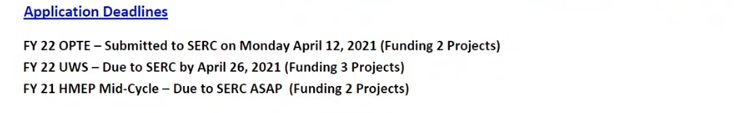 Application Deadlines
FY 22 OPTE – Submitted to SERC on Monday April 12, 2021 (Funding 2 Projects)
FY 22 UWS – Due to SERC by April 26, 2021 (Funding 3 Projects)
FY 21 HMEP Mid-Cycle – Due to SERC ASAP  (Funding 2 Projects)